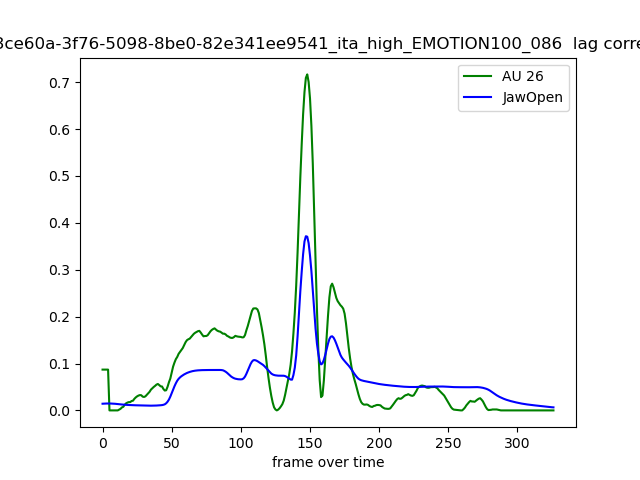 3ce60a-3f76-5098-8be0-82e341ee9541_ita_high_EMOTION100_086 lag corre
AU 26
JawOpen
0.7
0.6
0.5
0.4
0.3
0.2
0.1
0.0
0 50 100 150 200 250 300
frame over time